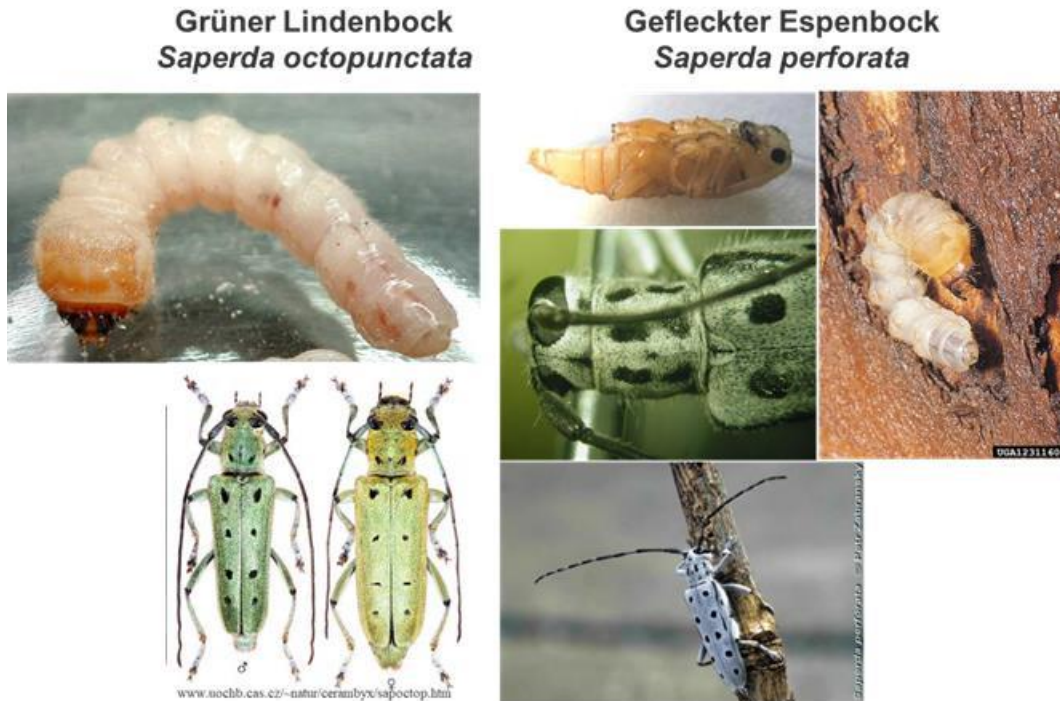 Grüner Lindenbock
Saperda octopunctata
Gefleckter Espenbock
Saperda perforata
UGA1231160
♂
♀
www.uochb.cas.cz/~natur/cerambyx/sapoctop.htm
Saperda perforata © Petr Zabransky